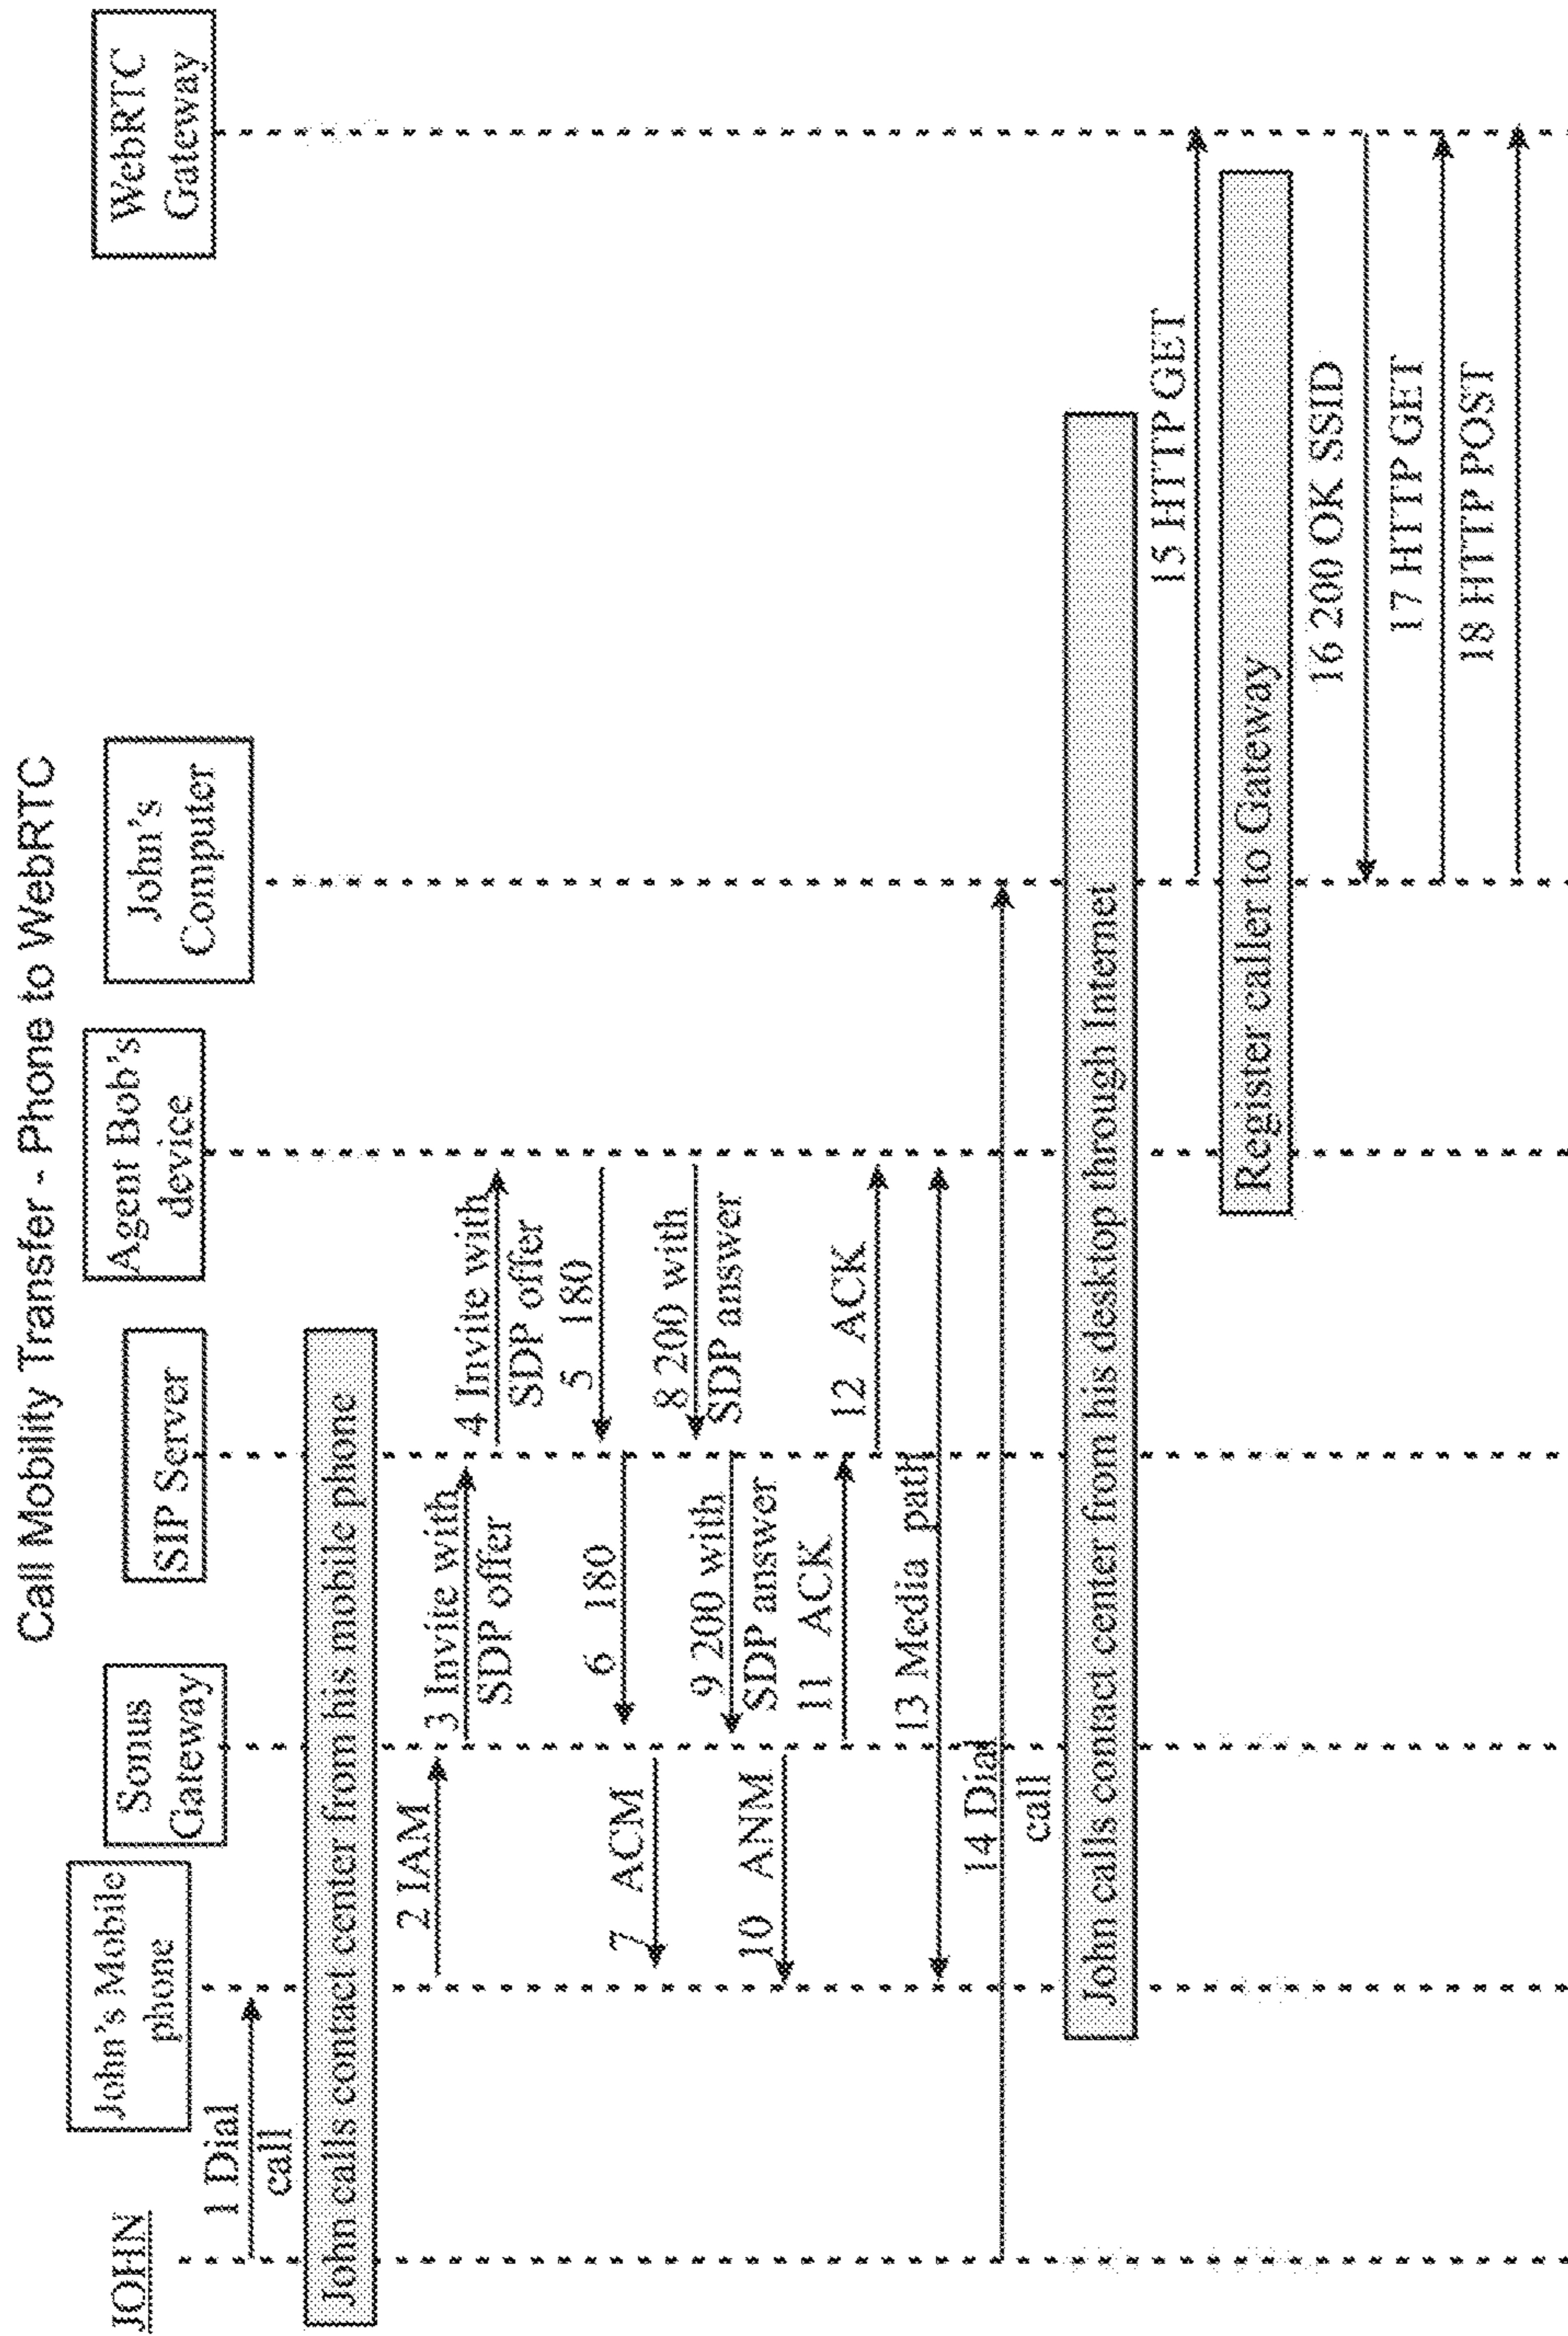 Call Mobility Transfer - Phone to WebRTC
JOHN
John's Mobile
phone
Sonus
Gateway
SIP Server
Agent Bob's
device
John's
Computer
WebRTC
Gateway
1 Dial
call
John calls contact center from his mobile phone
2 IAM
3 Invite with
SDP offer
4 Invite with
SDP offer
5 180
6 180
7 ACM
8 200 with
SDP answer
9 200 with
SDP answer
10 ANM
11 ACK
12 ACK
13 Media path
14 Dial
call
John calls contact center from his desktop through Internet
15 HTTP GET
Register caller to Gateway
16 200 OK SSID
17 HTTP GET
18 HTTP POST